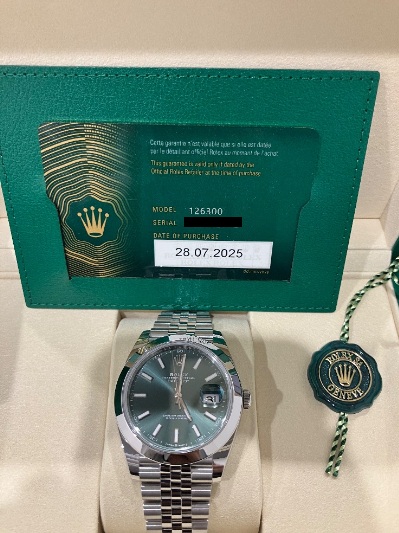 Cette garantie n'est valable que si elle est datée
par le détaillant officiel Rolex au moment de l'achat.
This guarantee is valid only if dated by the
Official Rolex Retailer at the time of purchase.
MODEL 126300
SERIAL
DATE OF PURCHASE
28.07.2025
ROLEX
ROLEX SA
GENEVE